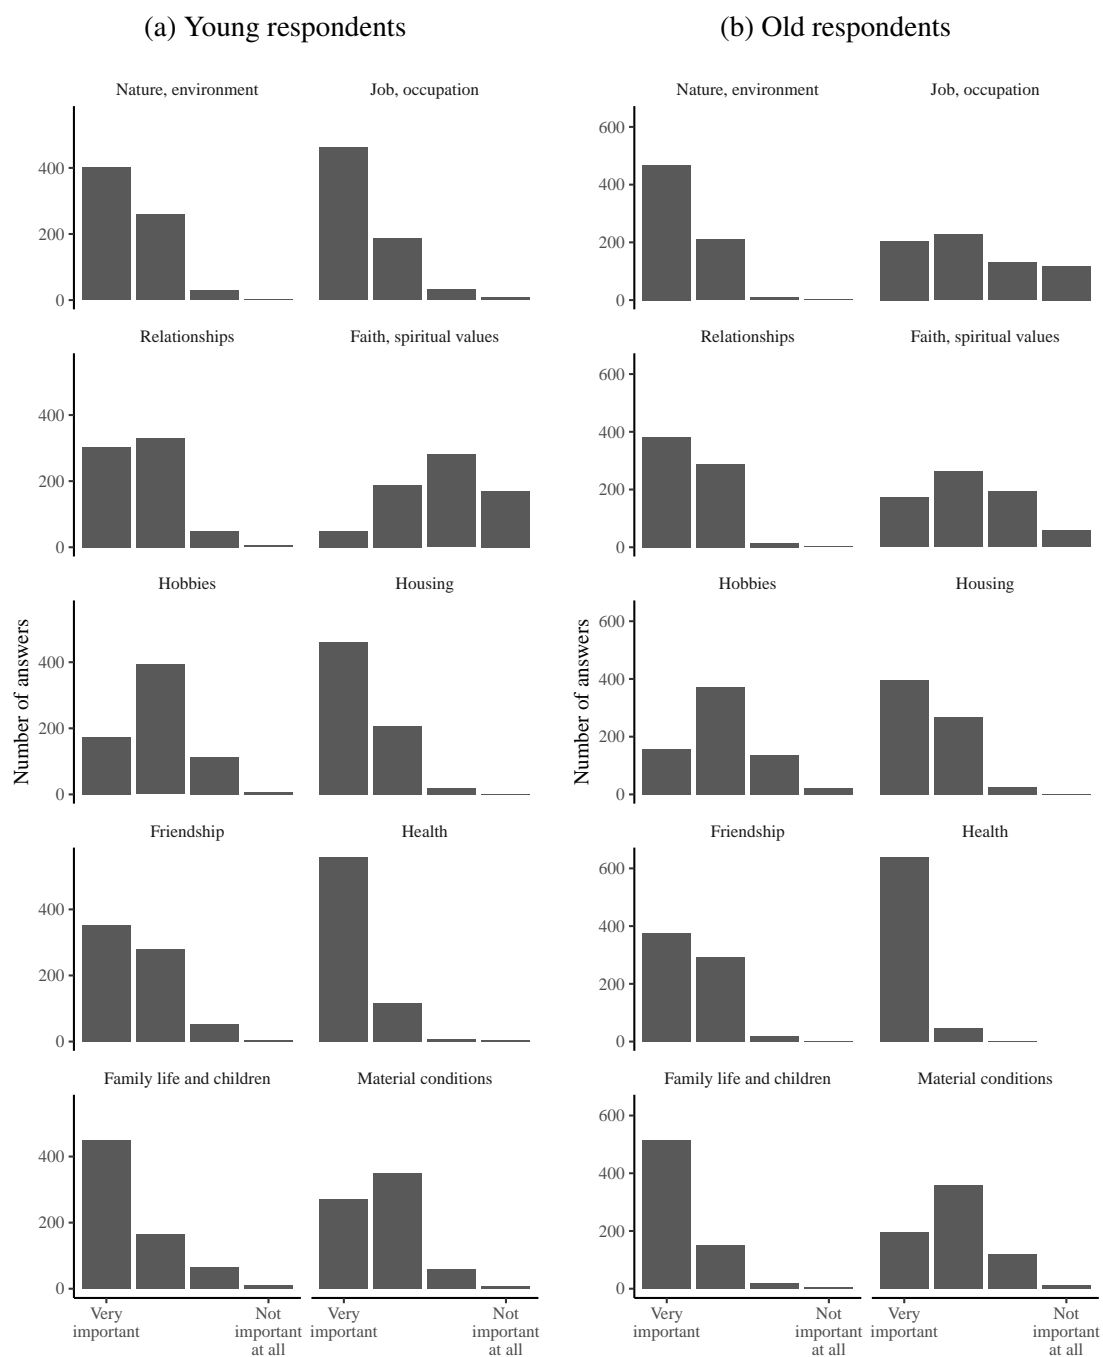 (a) Young respondents
Nature, environment
Job, occupation
400
200
0
Relationships
Faith, spiritual values
400
200
0
Hobbies
Housing
400
200
0
Friendship
Health
400
200
0
Family life and children
Material conditions
400
200
0
Number of answers
Very
important
Not
important
at all
Very
important
Not
important
at all
(b) Old respondents
Nature, environment
Job, occupation
600
400
200
0
Relationships
Faith, spiritual values
600
400
200
0
Hobbies
Housing
600
400
200
0
Friendship
Health
600
400
200
0
Family life and children
Material conditions
600
400
200
0
Number of answers
Very
important
Not
important
at all
Very
important
Not
important
at all